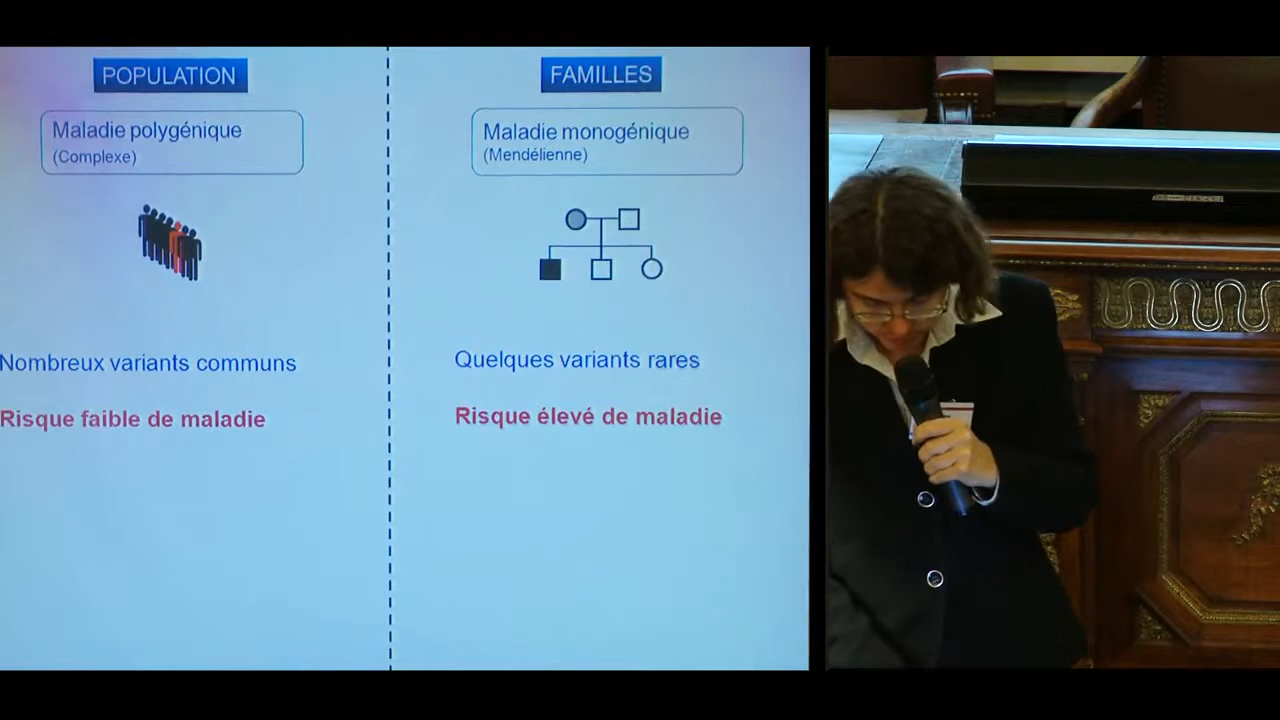 POPULATION
Maladie polygénique
(Complexe)
Nombreux variants communs
Risque faible de maladie
FAMILLES
Maladie monogénique
(Mendélienne)
Quelques variants rares
Risque élevé de maladie